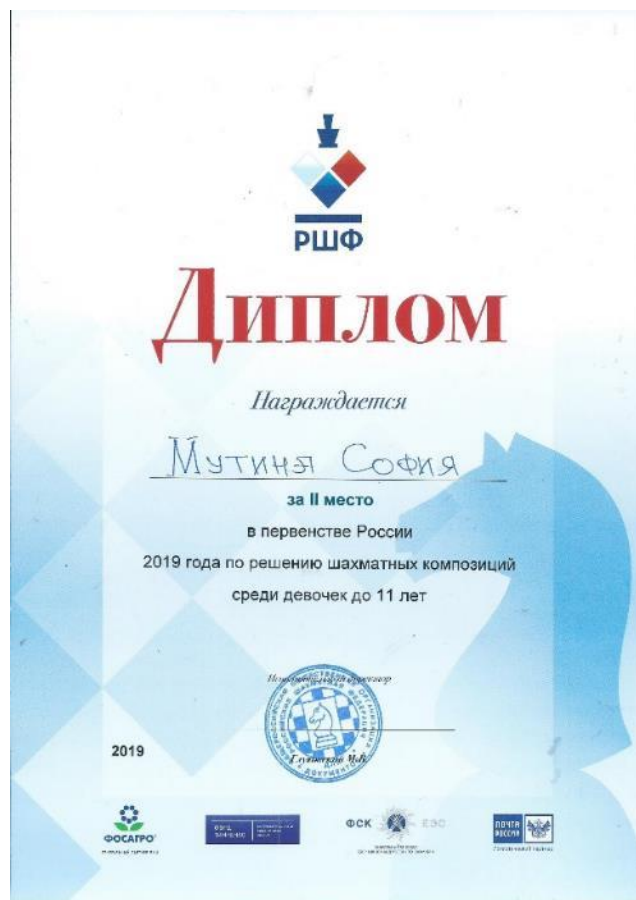 РШФ
Диплом
Награждается
Мутиня София
за II место
в первенстве России
2019 года по решению шахматных композиций
среди девочек до 11 лет
2019
ФОСАГРО
ФСК ЕЭС
ПОЧТА РОССИИ